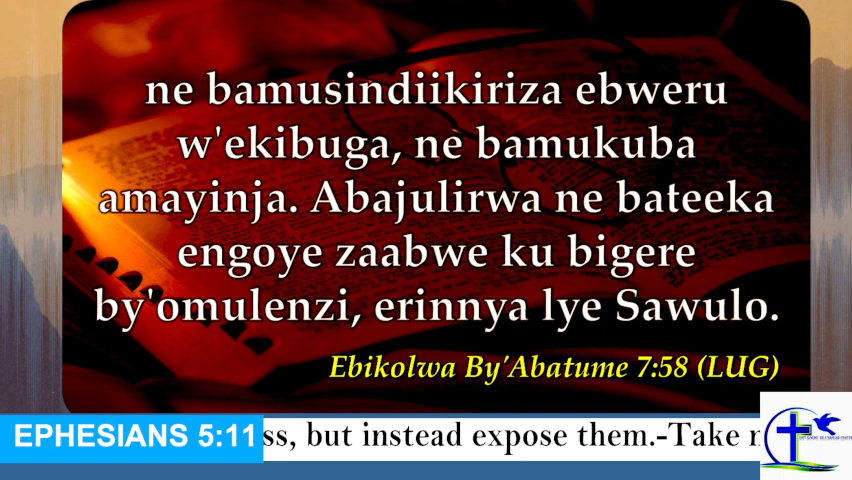 ne bamusindiikiriza ebweru
w'ekibuga, ne bamukuba
amayinja. Abajulirwa ne bateeka
engoye zaabwe ku bigere
by'omulenzi, erinnya lye Sawulo.
Ebikolwa By'Abatume 7:58 (LUG)
EPHESIANS 5:11
ss, but instead expose them.-Take